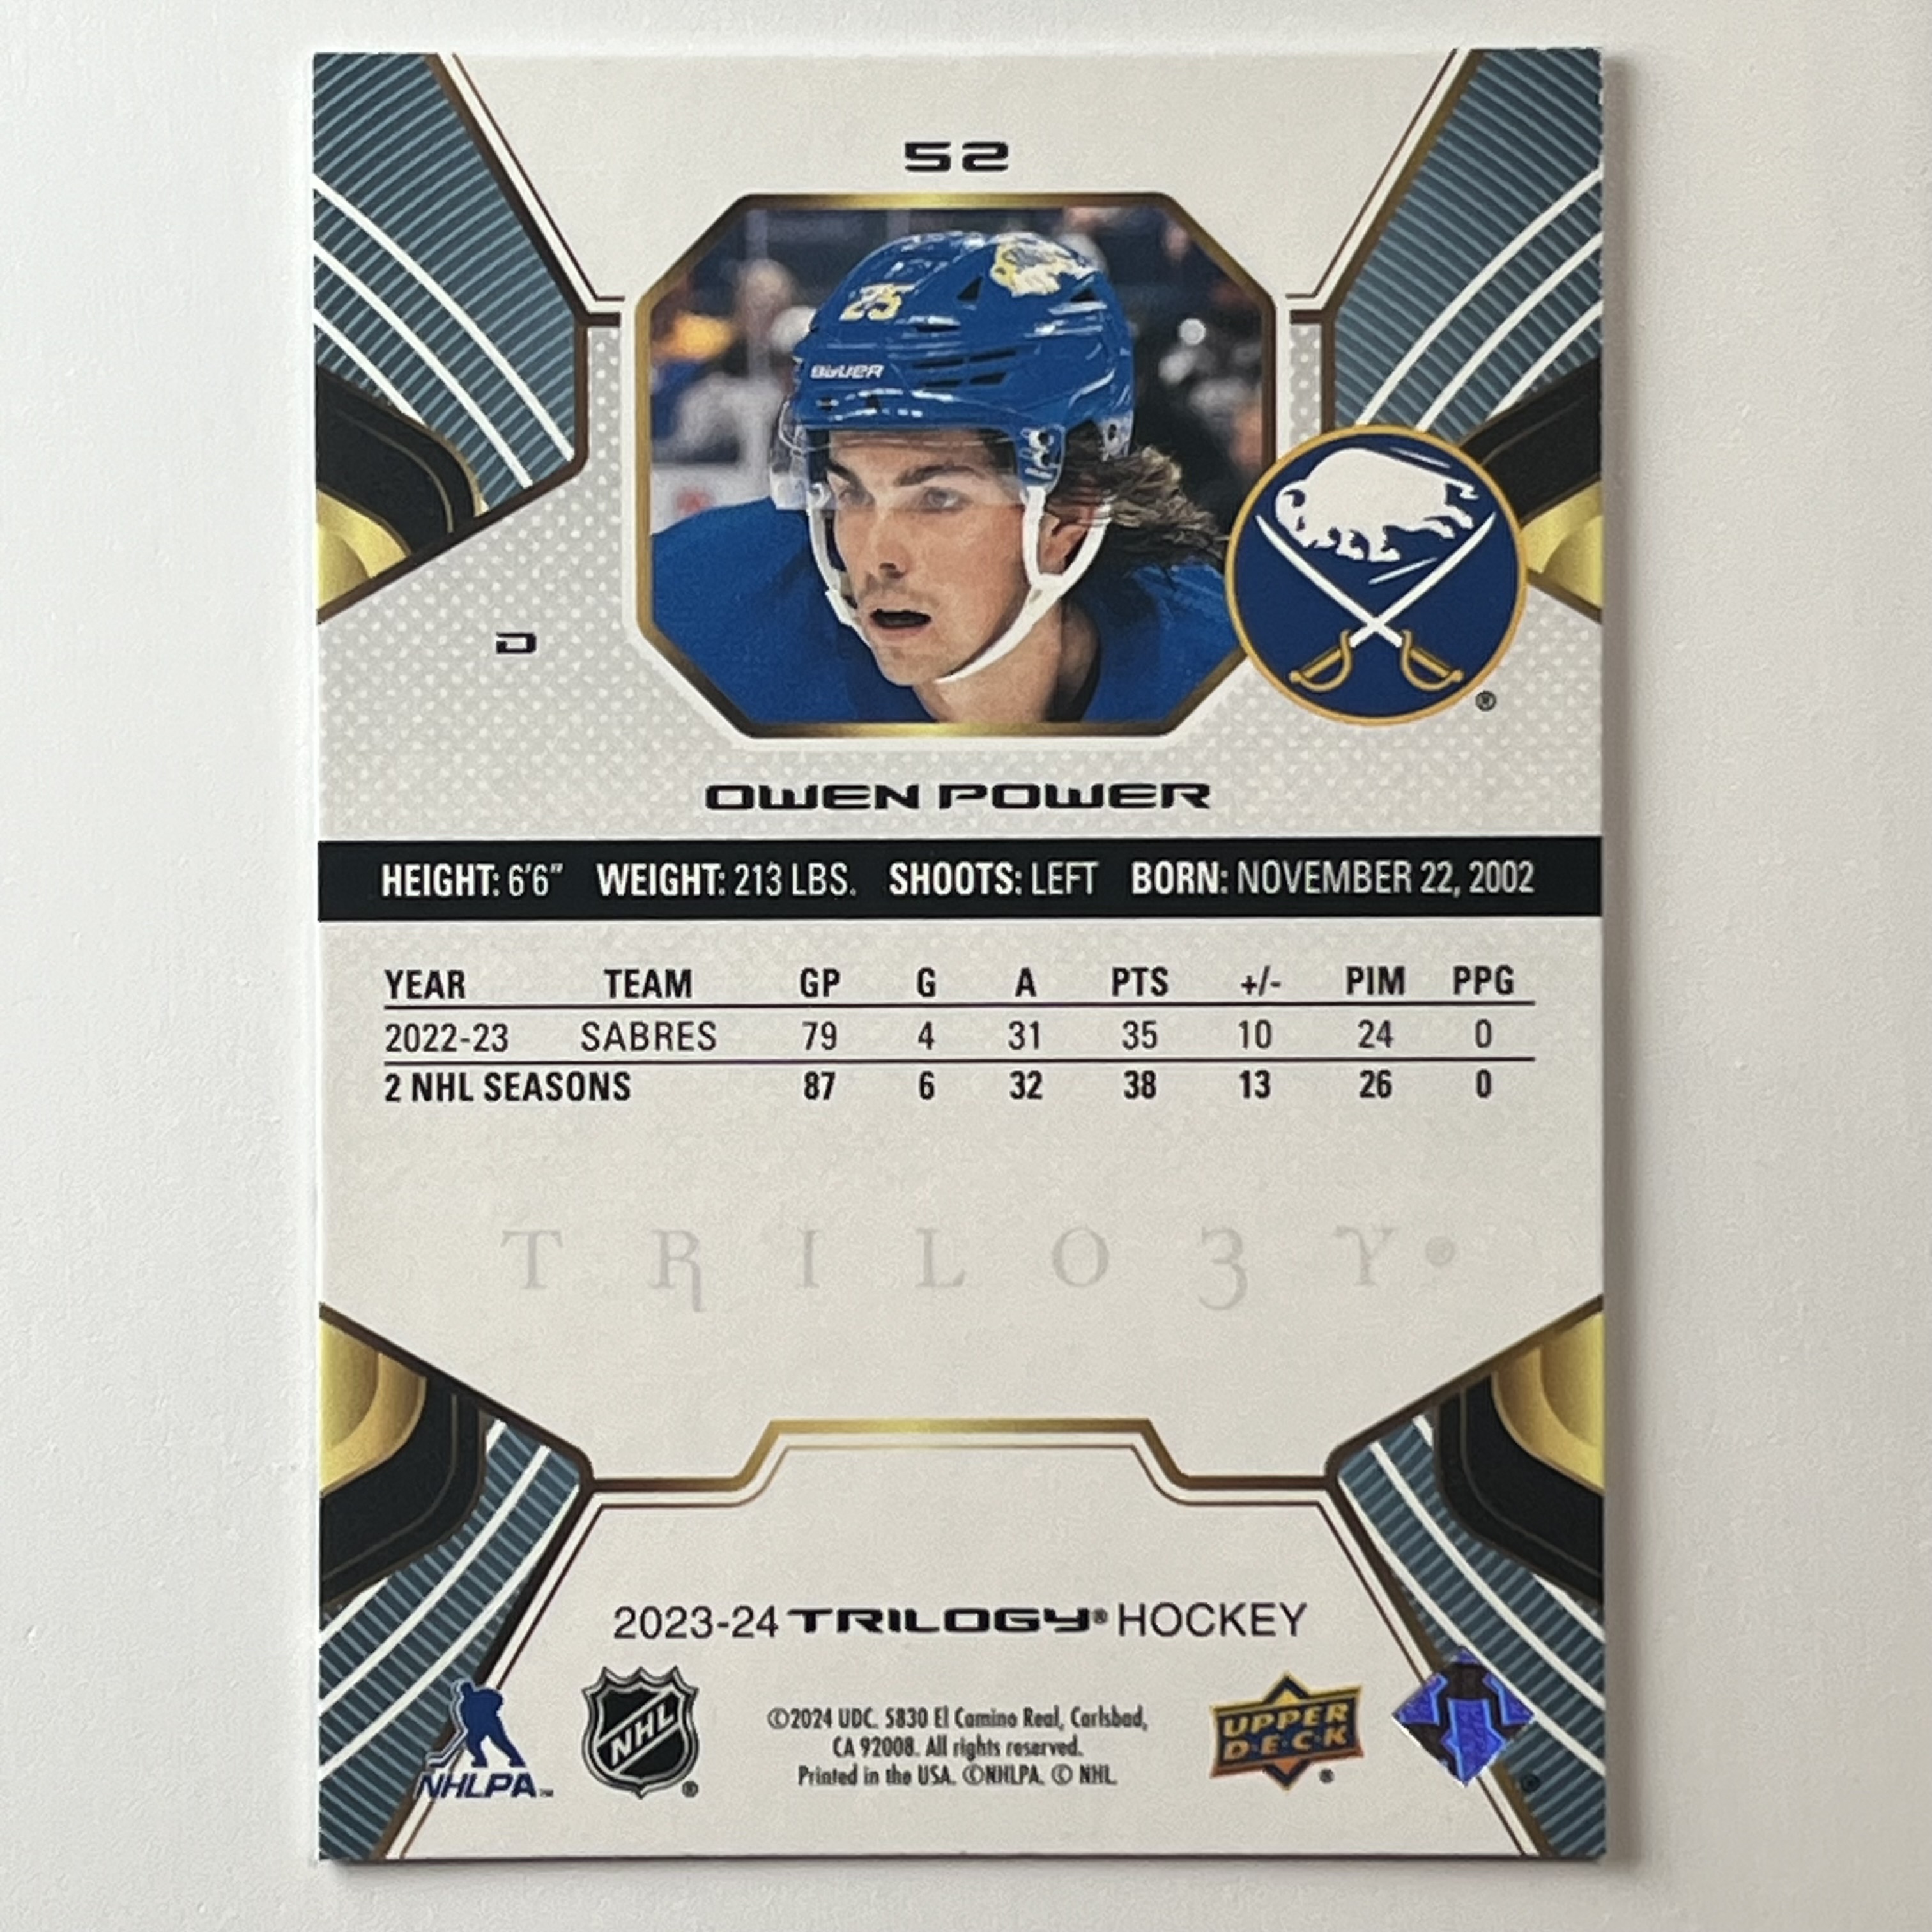 52
25
BAUER
®
D
OWEN POWER
HEIGHT: 6'6" WEIGHT: 213 LBS. SHOOTS: LEFT BORN: NOVEMBER 22, 2002
YEAR TEAM GP G A PTS +/- PIM PPG
2022-23 SABRES 79 4 31 35 10 24 0
2 NHL SEASONS 87 6 32 38 13 26 0
TRILO3Y®
2023-24 TRILOGY® HOCKEY
NHLPA™
NHL®
©2024 UDC. 5830 El Camino Real, Carlsbad,
CA 92008. All rights reserved.
Printed in the USA. ©NHLPA. © NHL.
UPPER
DECK®
®